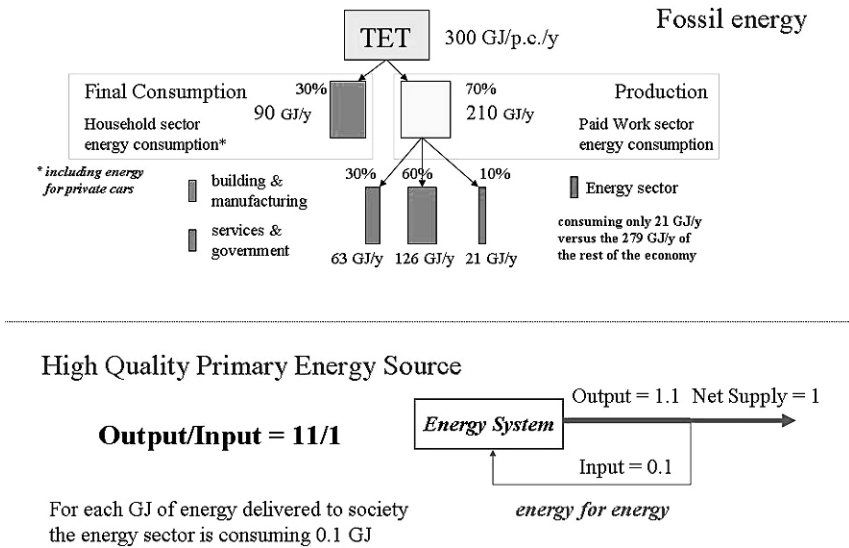 Fossil energy
TET
300 GJ/p.c./y
Final Consumption
30%
90 GJ/y
Household sector
energy consumption*
70%
210 GJ/y
Production
Paid Work sector
energy consumption
* including energy
for private cars
building &
manufacturing
services &
government
30%
60%
10%
63 GJ/y
126 GJ/y
21 GJ/y
Energy sector
consuming only 21 GJ/y
versus the 279 GJ/y of
the rest of the economy
High Quality Primary Energy Source
Output/Input = 11/1
Energy System
Output = 1.1 Net Supply = 1
Input = 0.1
energy for energy
For each GJ of energy delivered to society
the energy sector is consuming 0.1 GJ